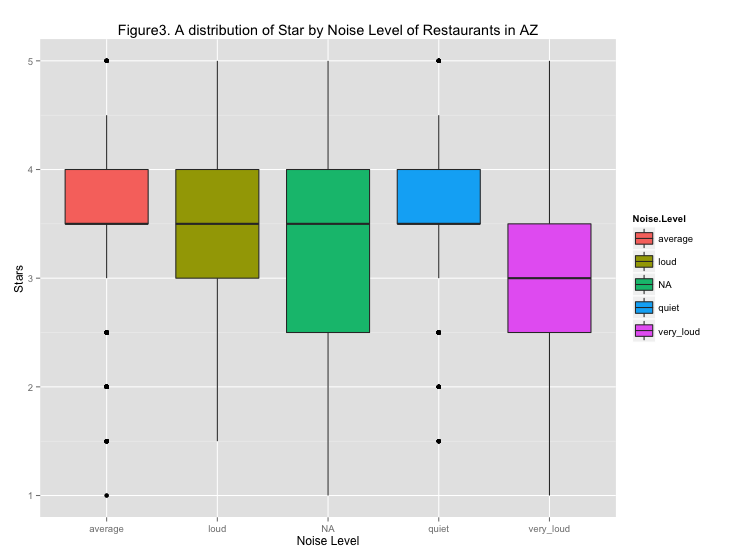 Figure3. A distribution of Star by Noise Level of Restaurants in AZ
5
4
3
2
1
Stars
average
loud
NA
quiet
very_loud
Noise Level
Noise.Level
average
loud
NA
quiet
very_loud